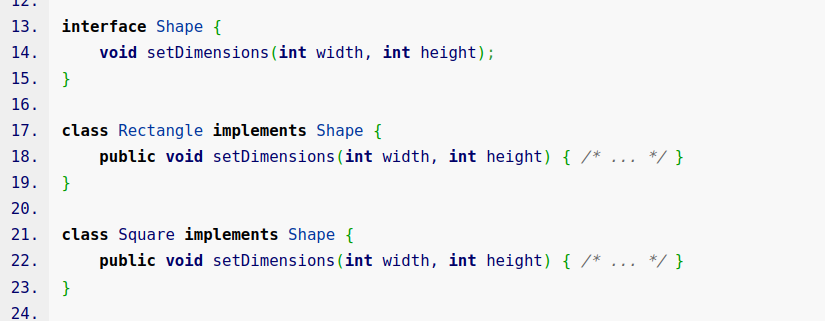 12.
13. interface Shape {
14.     void setDimensions(int width, int height);
15. }
16.
17. class Rectangle implements Shape {
18.     public void setDimensions(int width, int height) { /* ... */ }
19. }
20.
21. class Square implements Shape {
22.     public void setDimensions(int width, int height) { /* ... */ }
23. }
24.